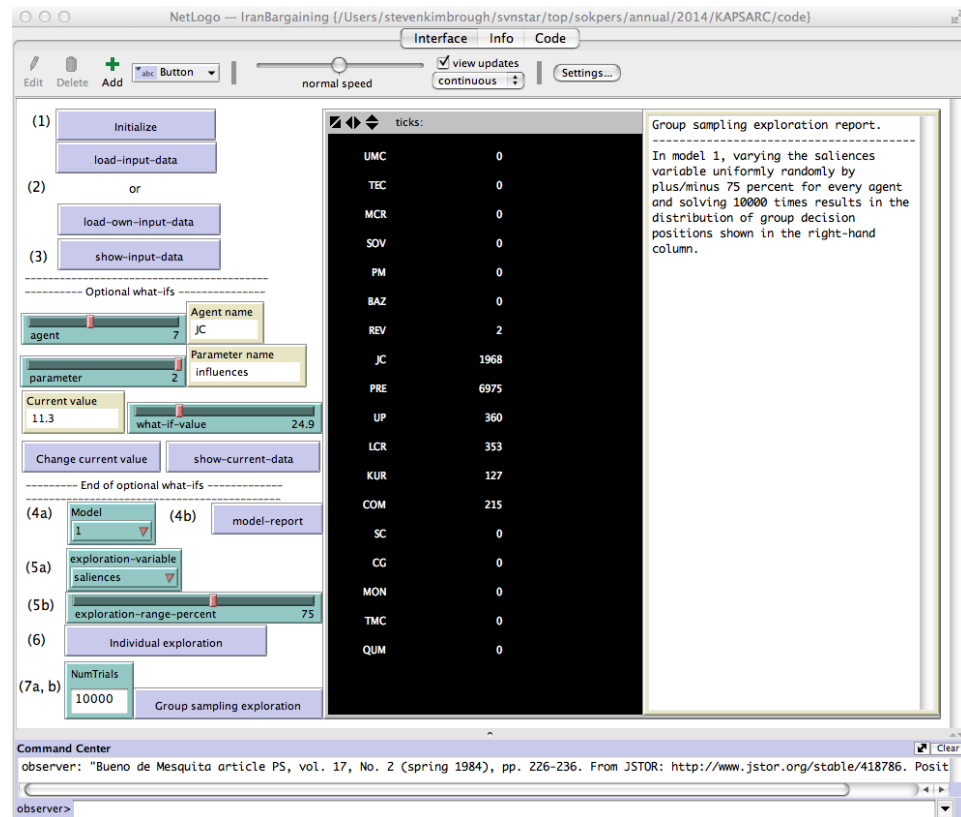 NetLogo — IranBargaining {/Users/stevenkimbrough/svnstar/top/sokpers/annual/2014/KAPSARC/code}
Interface Info Code
Edit Delete Add
abc Button
normal speed
view updates
continuous
Settings...
(1)
Initialize
load-input-data
(2)
or
load-own-input-data
(3)
show-input-data
----------------------------------------
---------- Optional what-ifs ---------------
agent 7
Agent name
JC
parameter 2
Parameter name
influences
Current value
11.3
what-if-value 24.9
Change current value
show-current-data
--------- End of optional what-ifs -------------
------------------------------------------
(4a)
Model
1
(4b)
model-report
(5a)
exploration-variable
saliences
(5b)
exploration-range-percent 75
(6)
Individual exploration
(7a, b)
NumTrials
10000
Group sampling exploration
ticks:
UMC 0
TEC 0
MCR 0
SOV 0
PM 0
BAZ 0
REV 2
JC 1968
PRE 6975
UP 360
LCR 353
KUR 127
COM 215
SC 0
CG 0
MON 0
TMC 0
QUM 0
Group sampling exploration report.
------------------------------------
In model 1, varying the saliences
variable uniformly randomly by
plus/minus 75 percent for every agent
and solving 10000 times results in the
distribution of group decision
positions shown in the right-hand
column.
Command Center
Clear
observer: "Bueno de Mesquita article PS, vol. 17, No. 2 (spring 1984), pp. 226-236. From JSTOR: http://www.jstor.org/stable/418786. Posit
observer>